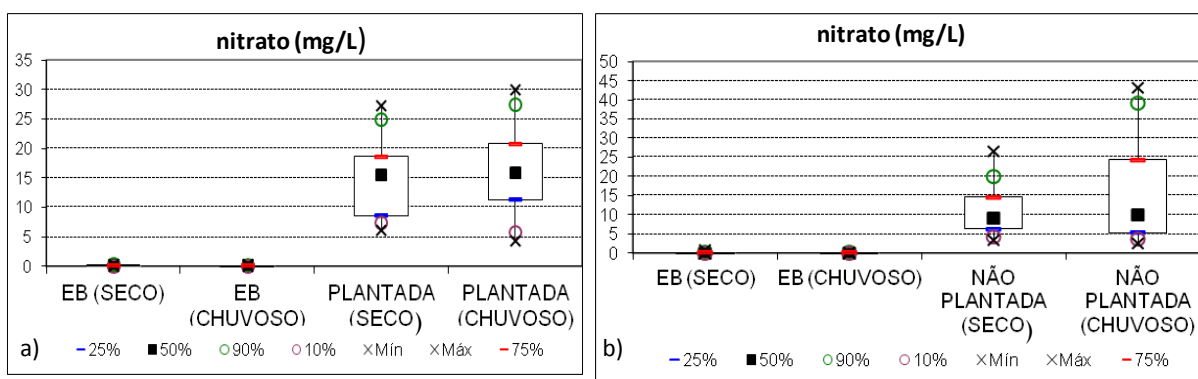 nitrato (mg/L)
35
30
25
20
15
10
5
0
EB (SECO)
EB
(CHUVOSO)
PLANTADA
(SECO)
PLANTADA
(CHUVOSO)
a)
25% 50% 90% 10% Mín Máx 75%
nitrato (mg/L)
50
45
40
35
30
25
20
15
10
5
0
EB (SECO)
EB (CHUVOSO)
NÃO
PLANTADA
(SECO)
NÃO
PLANTADA
(CHUVOSO)
b)
25% 50% 90% 10% Mín Máx 75%